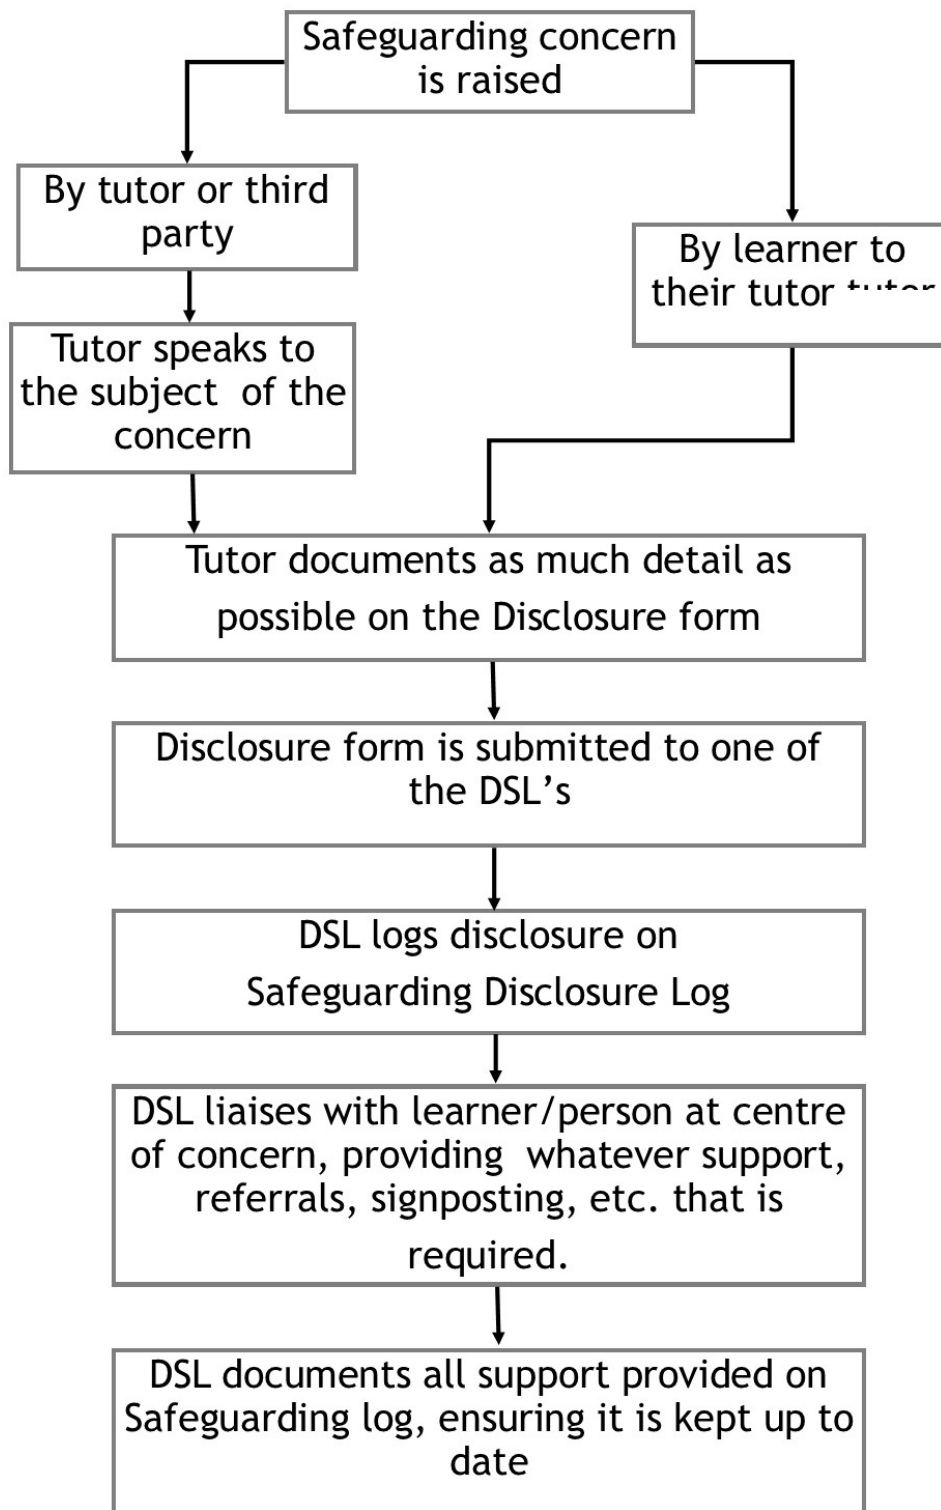 Safeguarding concern
is raised
By tutor or third
party
By learner to
their tutor tutor
Tutor speaks to
the subject of the
concern
Tutor documents as much detail as
possible on the Disclosure form
Disclosure form is submitted to one of
the DSL’s
DSL logs disclosure on
Safeguarding Disclosure Log
DSL liaises with learner/person at centre
of concern, providing whatever support,
referrals, signposting, etc. that is
required.
DSL documents all support provided on
Safeguarding log, ensuring it is kept up to
date